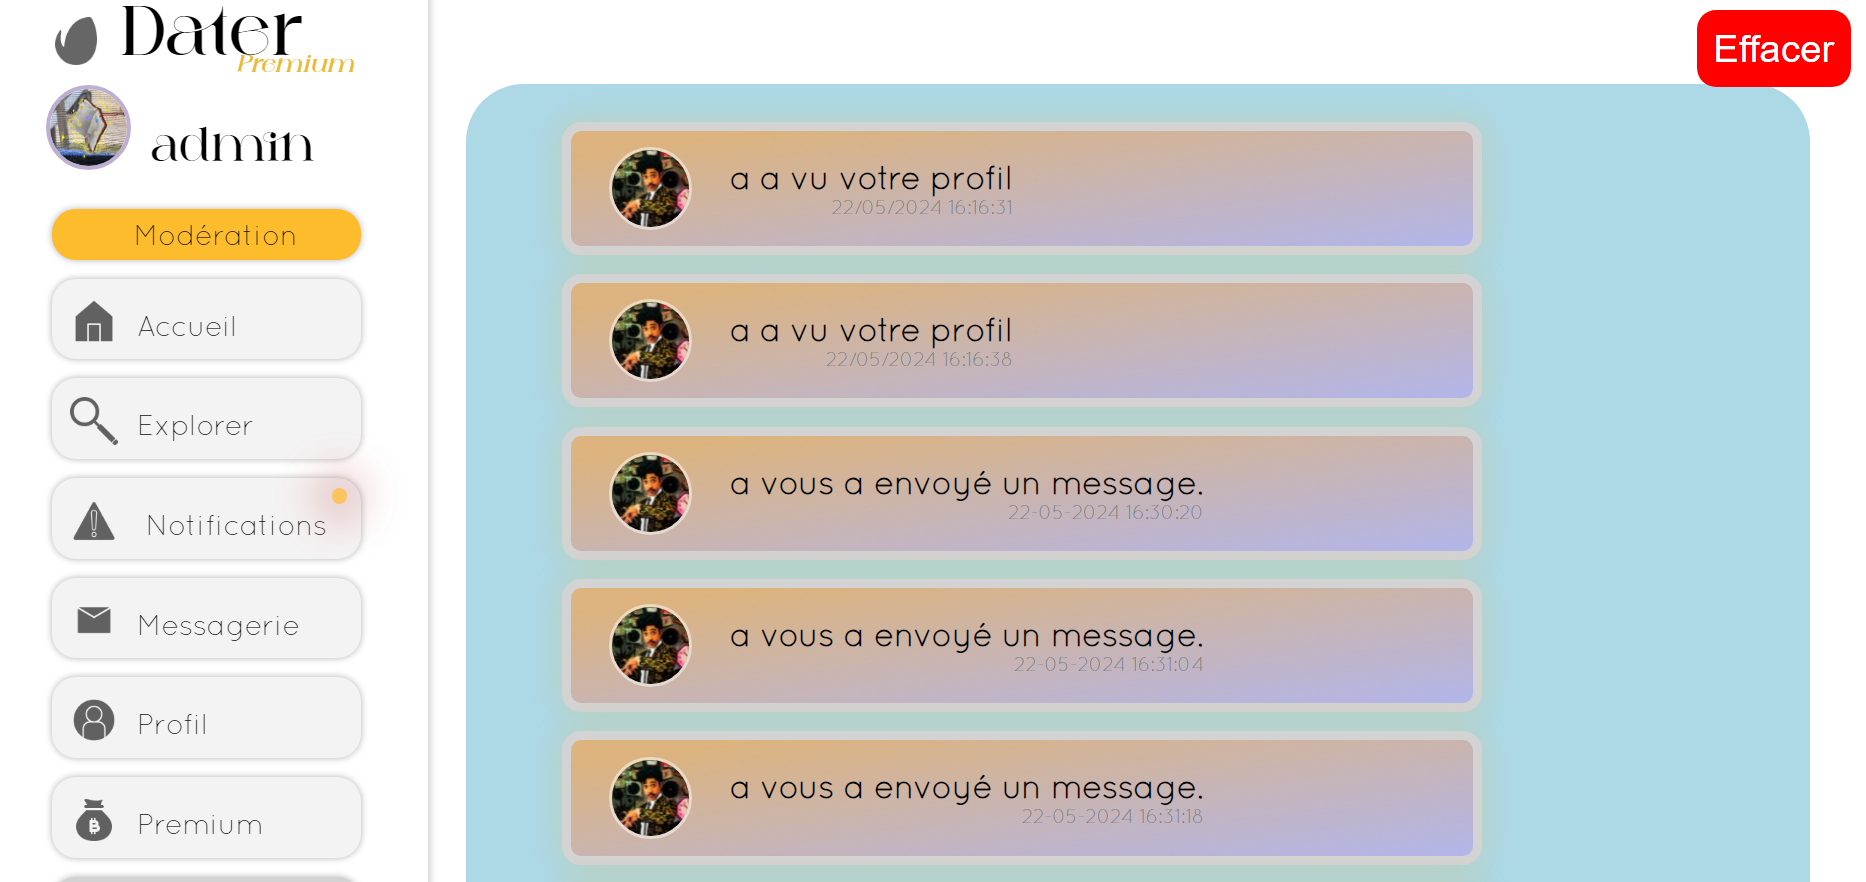 Dater
Premium
admin
Modération
Accueil
Explorer
Notifications
Messagerie
Profil
Premium
Effacer
a a vu votre profil
22/05/2024 16:16:31
a a vu votre profil
22/05/2024 16:16:38
a vous a envoyé un message.
22-05-2024 16:30:20
a vous a envoyé un message.
22-05-2024 16:31:04
a vous a envoyé un message.
22-05-2024 16:31:18